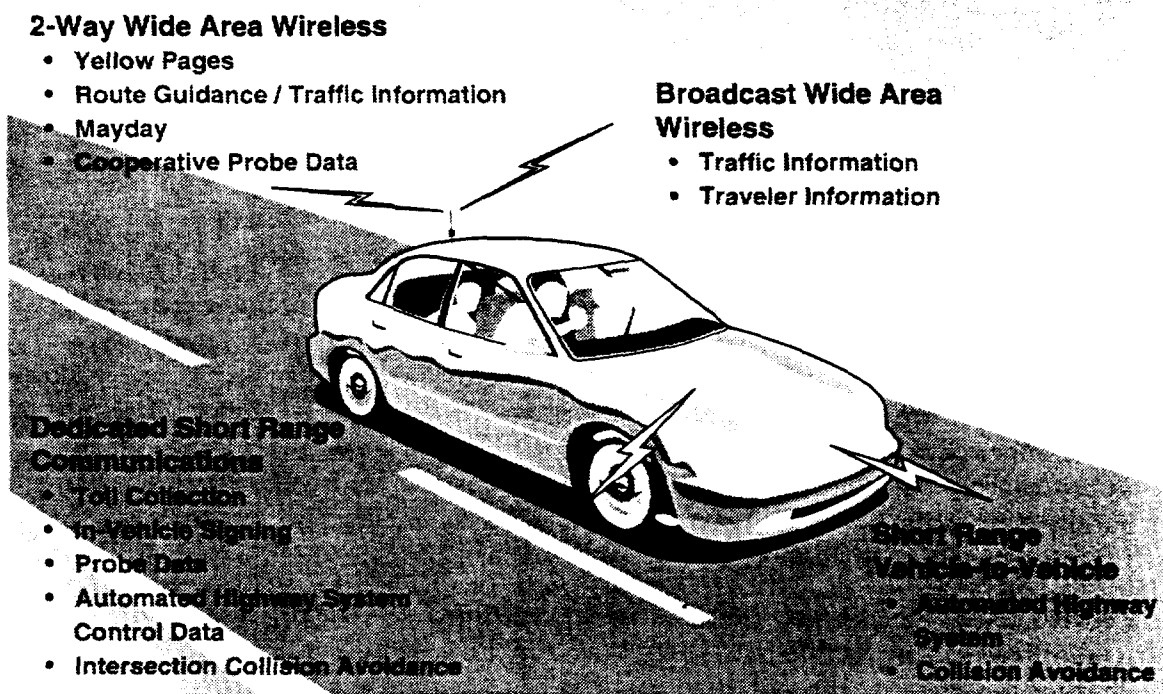 2-Way Wide Area Wireless
• Yellow Pages
• Route Guidance / Traffic Information
• Mayday
• Cooperative Probe Data
Broadcast Wide Area
Wireless
• Traffic Information
• Traveler Information
Dedicated Short Range
Communications
• Toll Collection
• In-Vehicle Signing
• Probe Data
• Automated Highway System
Control Data
• Intersection Collision Avoidance
Short Range
Vehicle-to-Vehicle
• Automated Highway
System
• Collision Avoidance